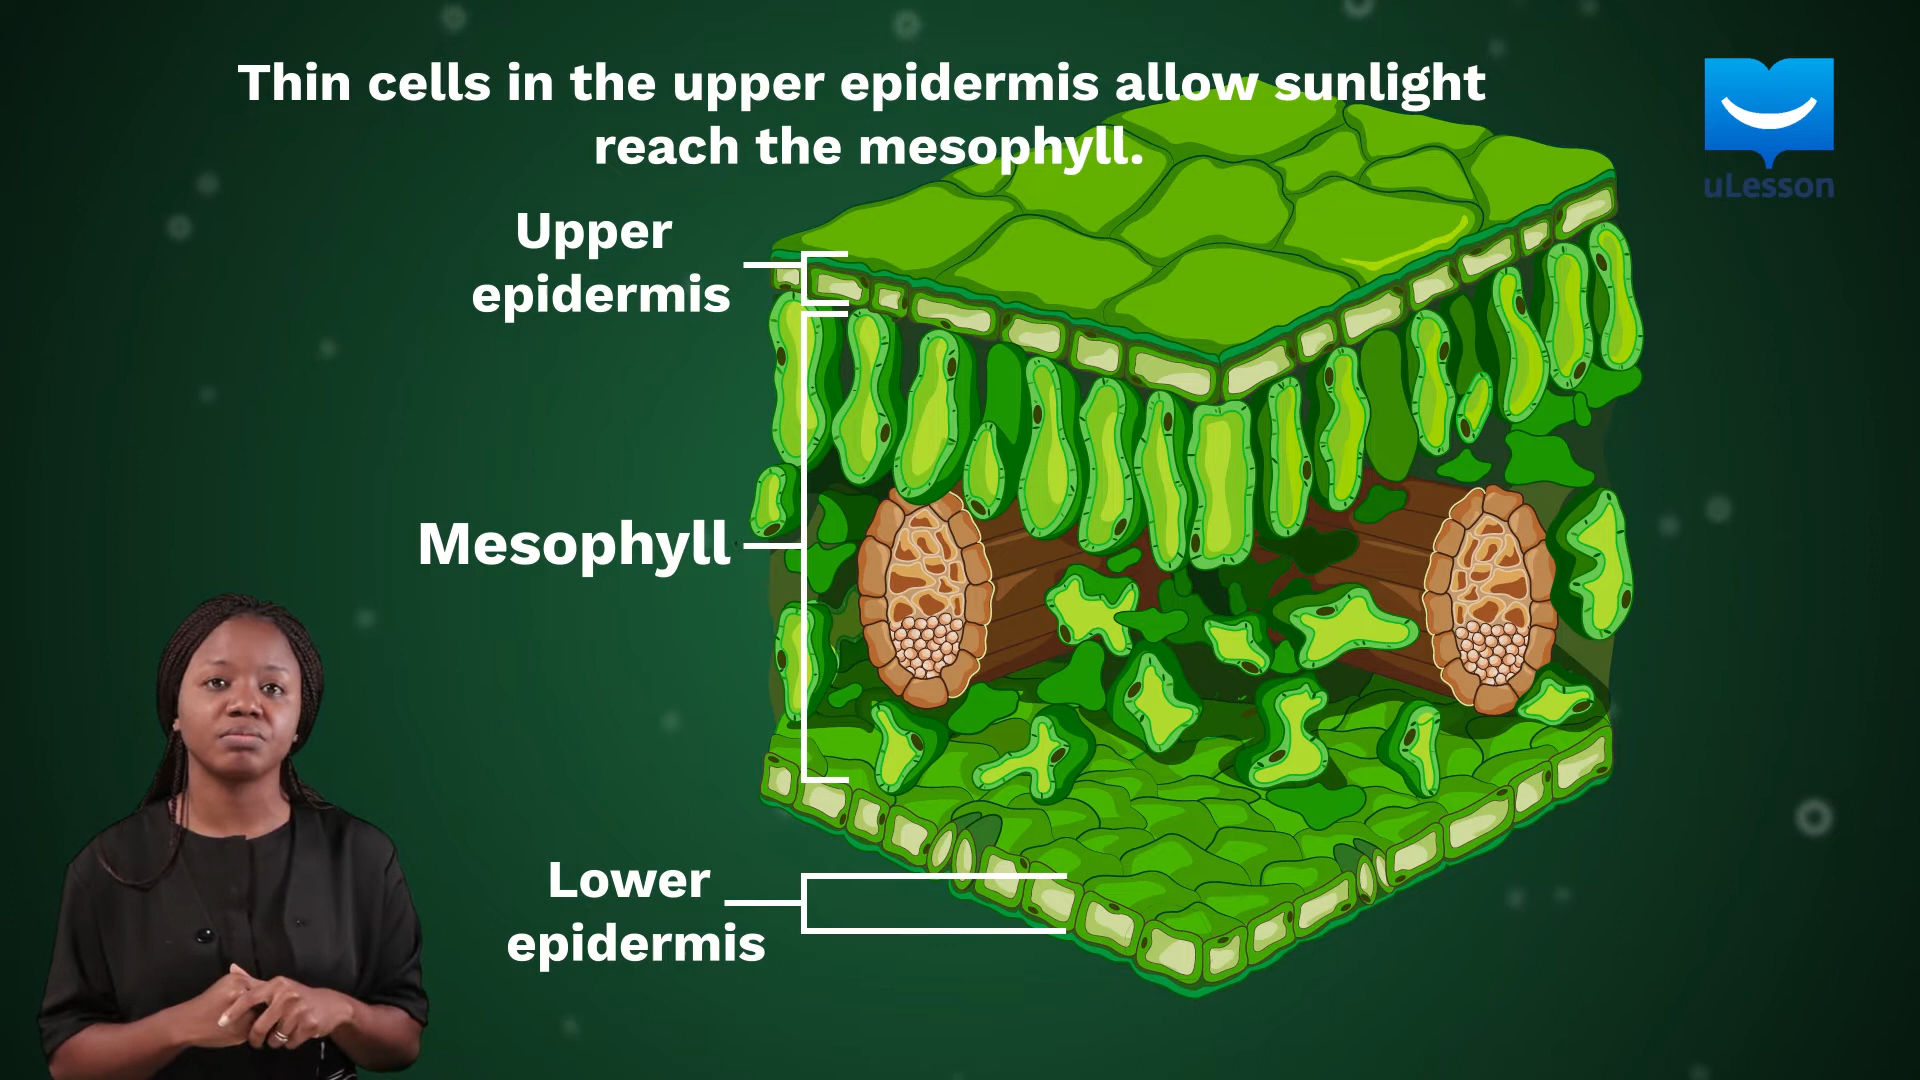 Thin cells in the upper epidermis allow sunlight
reach the mesophyll.
uLesson
Upper
epidermis
Mesophyll
Lower
epidermis